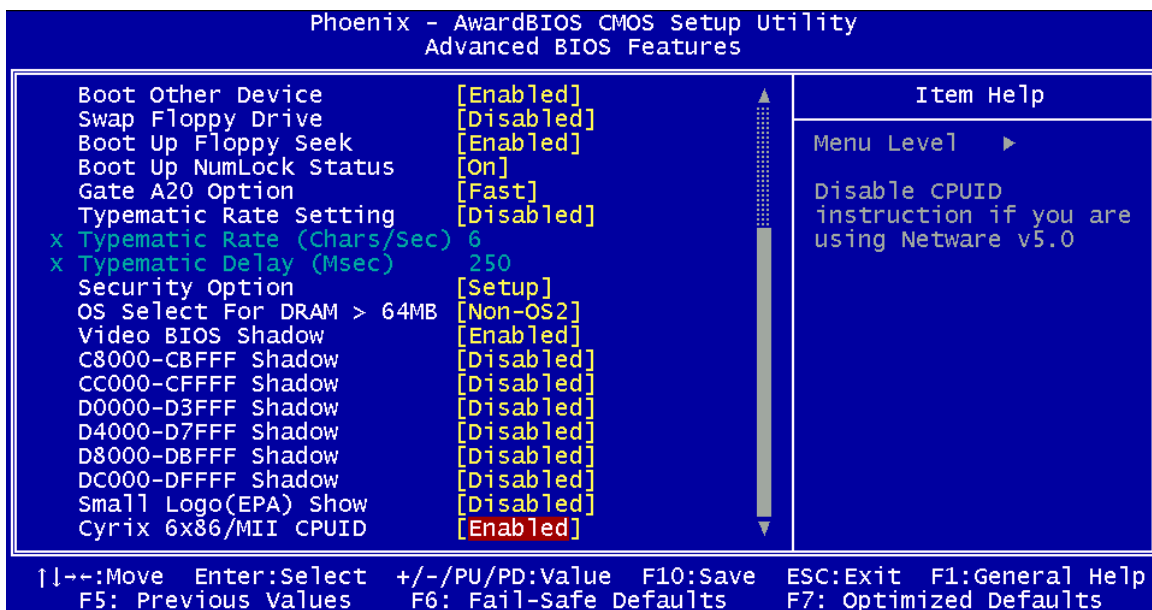 Phoenix - AwardBIOS CMOS Setup Utility
Advanced BIOS Features
Boot Other Device [Enabled]
Swap Floppy Drive [Disabled]
Boot Up Floppy Seek [Enabled]
Boot Up NumLock Status [On]
Gate A20 Option [Fast]
Typematic Rate Setting [Disabled]
x Typematic Rate (Chars/Sec) 6
x Typematic Delay (Msec) 250
Security Option [Setup]
OS Select For DRAM > 64MB [Non-OS2]
Video BIOS Shadow [Enabled]
C8000-CBFFF Shadow [Disabled]
CC000-CFFFF Shadow [Disabled]
D0000-D3FFF Shadow [Disabled]
D4000-D7FFF Shadow [Disabled]
D8000-DBFFF Shadow [Disabled]
DC000-DFFFF Shadow [Disabled]
Small Logo(EPA) Show [Disabled]
Cyrix 6x86/MII CPUID [Enabled]
Item Help
Menu Level ▶
Disable CPUID
instruction if you are
using Netware v5.0
↑↓→←:Move Enter:Select +/-/PU/PD:Value F10:Save ESC:Exit F1:General Help
F5: Previous Values F6: Fail-Safe Defaults F7: Optimized Defaults